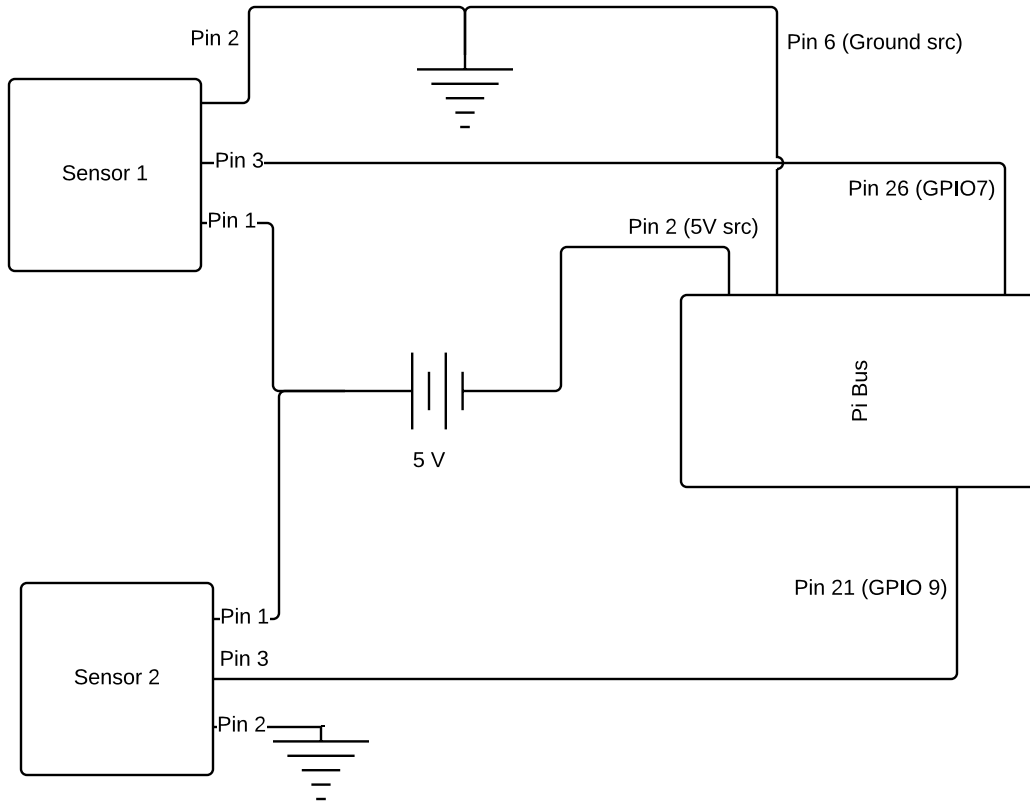 Pin 2
Pin 6 (Ground src)
Sensor 1
Pin 3
Pin 26 (GPIO7)
Pin 1
Pin 2 (5V src)
Pi Bus
5 V
Pin 21 (GPIO 9)
Pin 1
Pin 3
Sensor 2
Pin 2